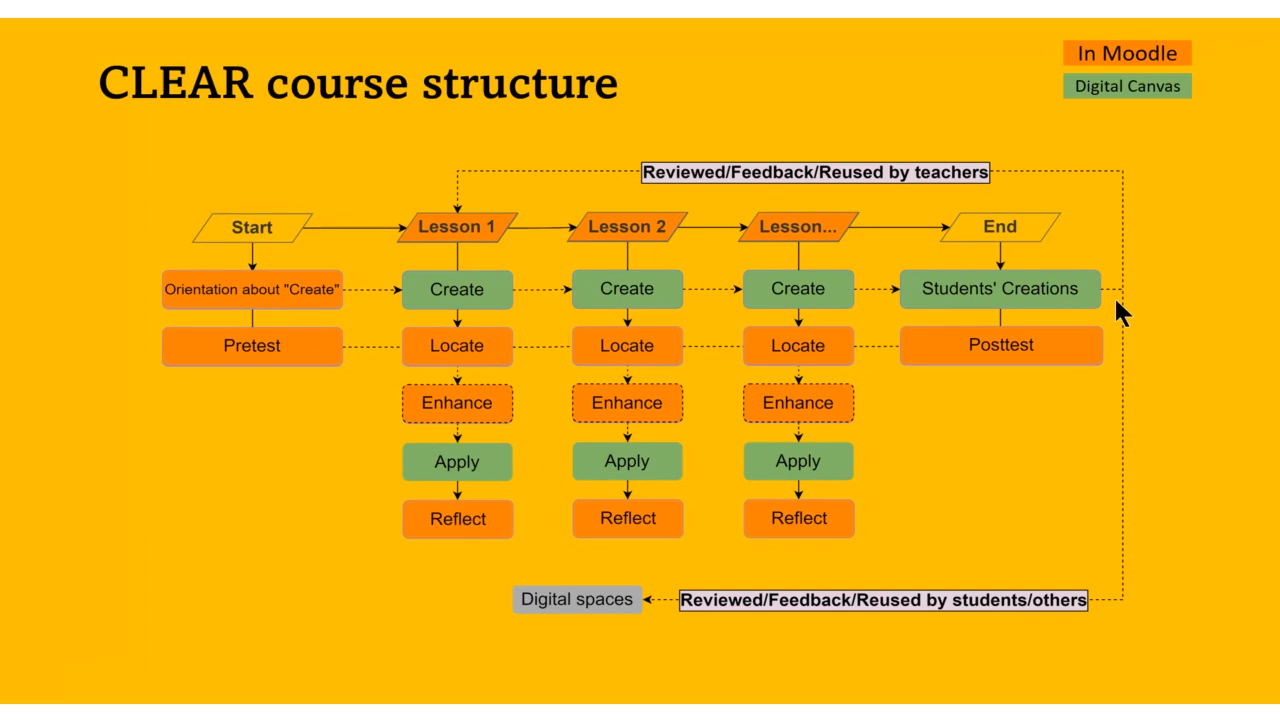 CLEAR course structure
In Moodle
Digital Canvas
Reviewed/Feedback/Reused by teachers
Start
Lesson 1
Lesson 2
Lesson...
End
Orientation about "Create"
Create
Create
Create
Students' Creations
Pretest
Locate
Locate
Locate
Posttest
Enhance
Enhance
Enhance
Apply
Apply
Apply
Reflect
Reflect
Reflect
Digital spaces
Reviewed/Feedback/Reused by students/others